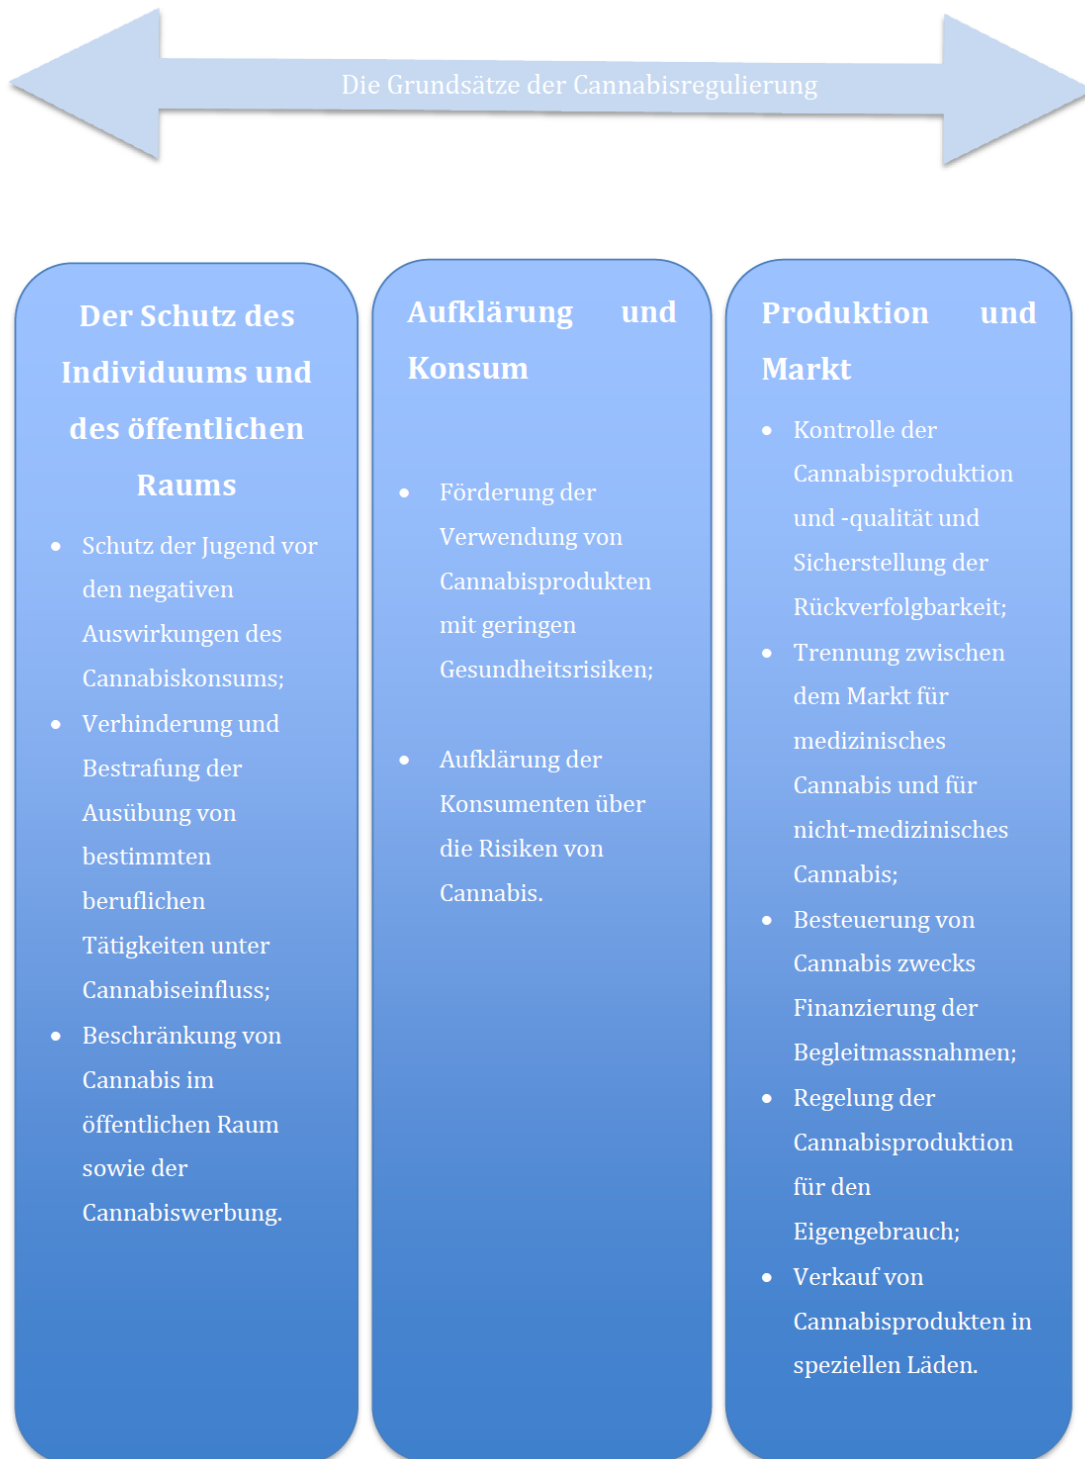 Die Grundsätze der Cannabisregulierung
Der Schutz des
Individuums und
des öffentlichen
Raums
• Schutz der Jugend vor
den negativen
Auswirkungen des
Cannabiskonsums;
• Verhinderung und
Bestrafung der
Ausübung von
bestimmten
beruflichen
Tätigkeiten unter
Cannabiseinfluss;
• Beschränkung von
Cannabis im
öffentlichen Raum
sowie der
Cannabiswerbung.
Aufklärung und
Konsum
• Förderung der
Verwendung von
Cannabisprodukten
mit geringen
Gesundheitsrisiken;
• Aufklärung der
Konsumenten über
die Risiken von
Cannabis.
Produktion und
Markt
• Kontrolle der
Cannabisproduktion
und -qualität und
Sicherstellung der
Rückverfolgbarkeit;
• Trennung zwischen
dem Markt für
medizinisches
Cannabis und für
nicht-medizinisches
Cannabis;
• Besteuerung von
Cannabis zwecks
Finanzierung der
Begleitmassnahmen;
• Regelung der
Cannabisproduktion
für den
Eigengebrauch;
• Verkauf von
Cannabisprodukten in
speziellen Läden.